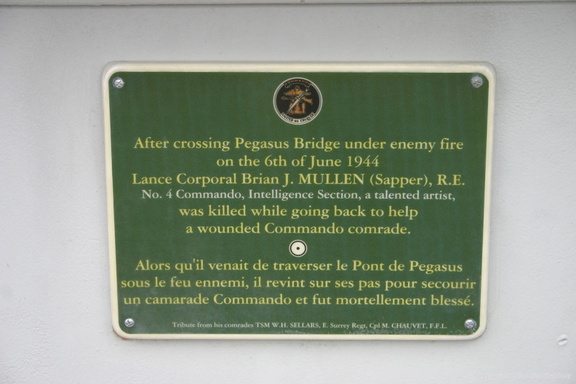 After crossing Pegasus Bridge under enemy fire
on the 6th of June 1944
Lance Corporal Brian J. MULLEN (Sapper), R.E.
No. 4 Commando, Intelligence Section, a talented artist,
was killed while going back to help
a wounded Commando comrade.
Alors qu'il venait de traverser le Pont de Pegasus
sous le feu ennemi, il revint sur ses pas pour secourir
un camarade Commando et fut mortellement blessé.
Tribute from his comrades TSM W.H. SELLARS, E. Surrey Regt, Cpl M. CHAUVET, F.F.L.